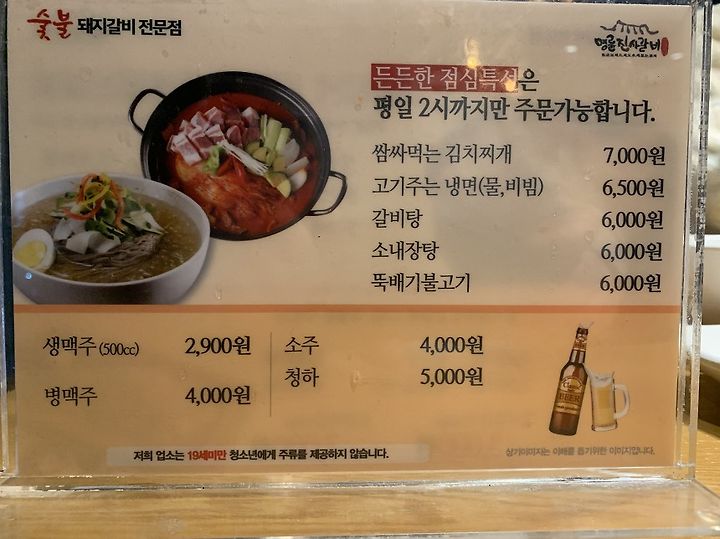 숯불 돼지갈비 전문점
명륜진사갈비
든든한 점심특선은
평일 2시까지만 주문가능합니다.
쌈싸먹는 김치찌개 7,000원
고기주는 냉면(물,비빔) 6,500원
갈비탕 6,000원
소내장탕 6,000원
뚝배기불고기 6,000원
생맥주 (500cc) 2,900원
병맥주 4,000원
소주 4,000원
청하 5,000원
BEER
저희 업소는 19세미만 청소년에게 주류를 제공하지 않습니다.
상기이미지는 이해를 돕기위한 이미지입니다.